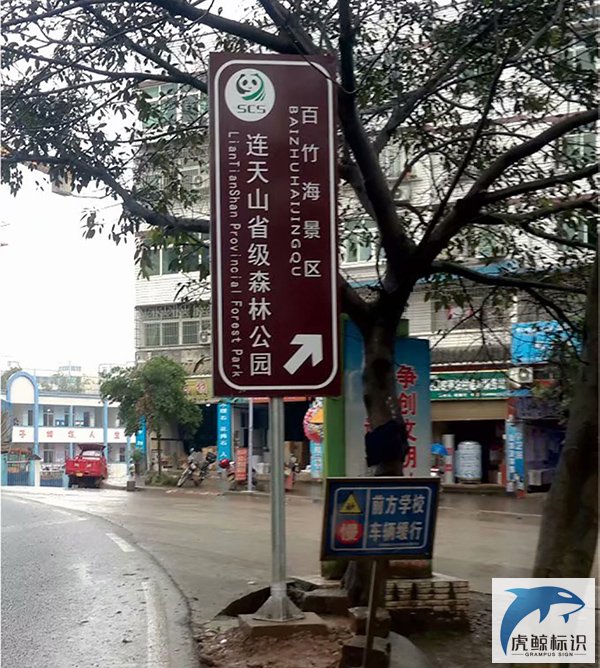 SCS
百竹海景区
BAIZHUHAIJINGQU
连天山省级森林公园
LianTianShan Provincial Forest Park
争创文明
前方学校
慢 车辆缓行
虎鲸标识
GRAMPUS SIGN